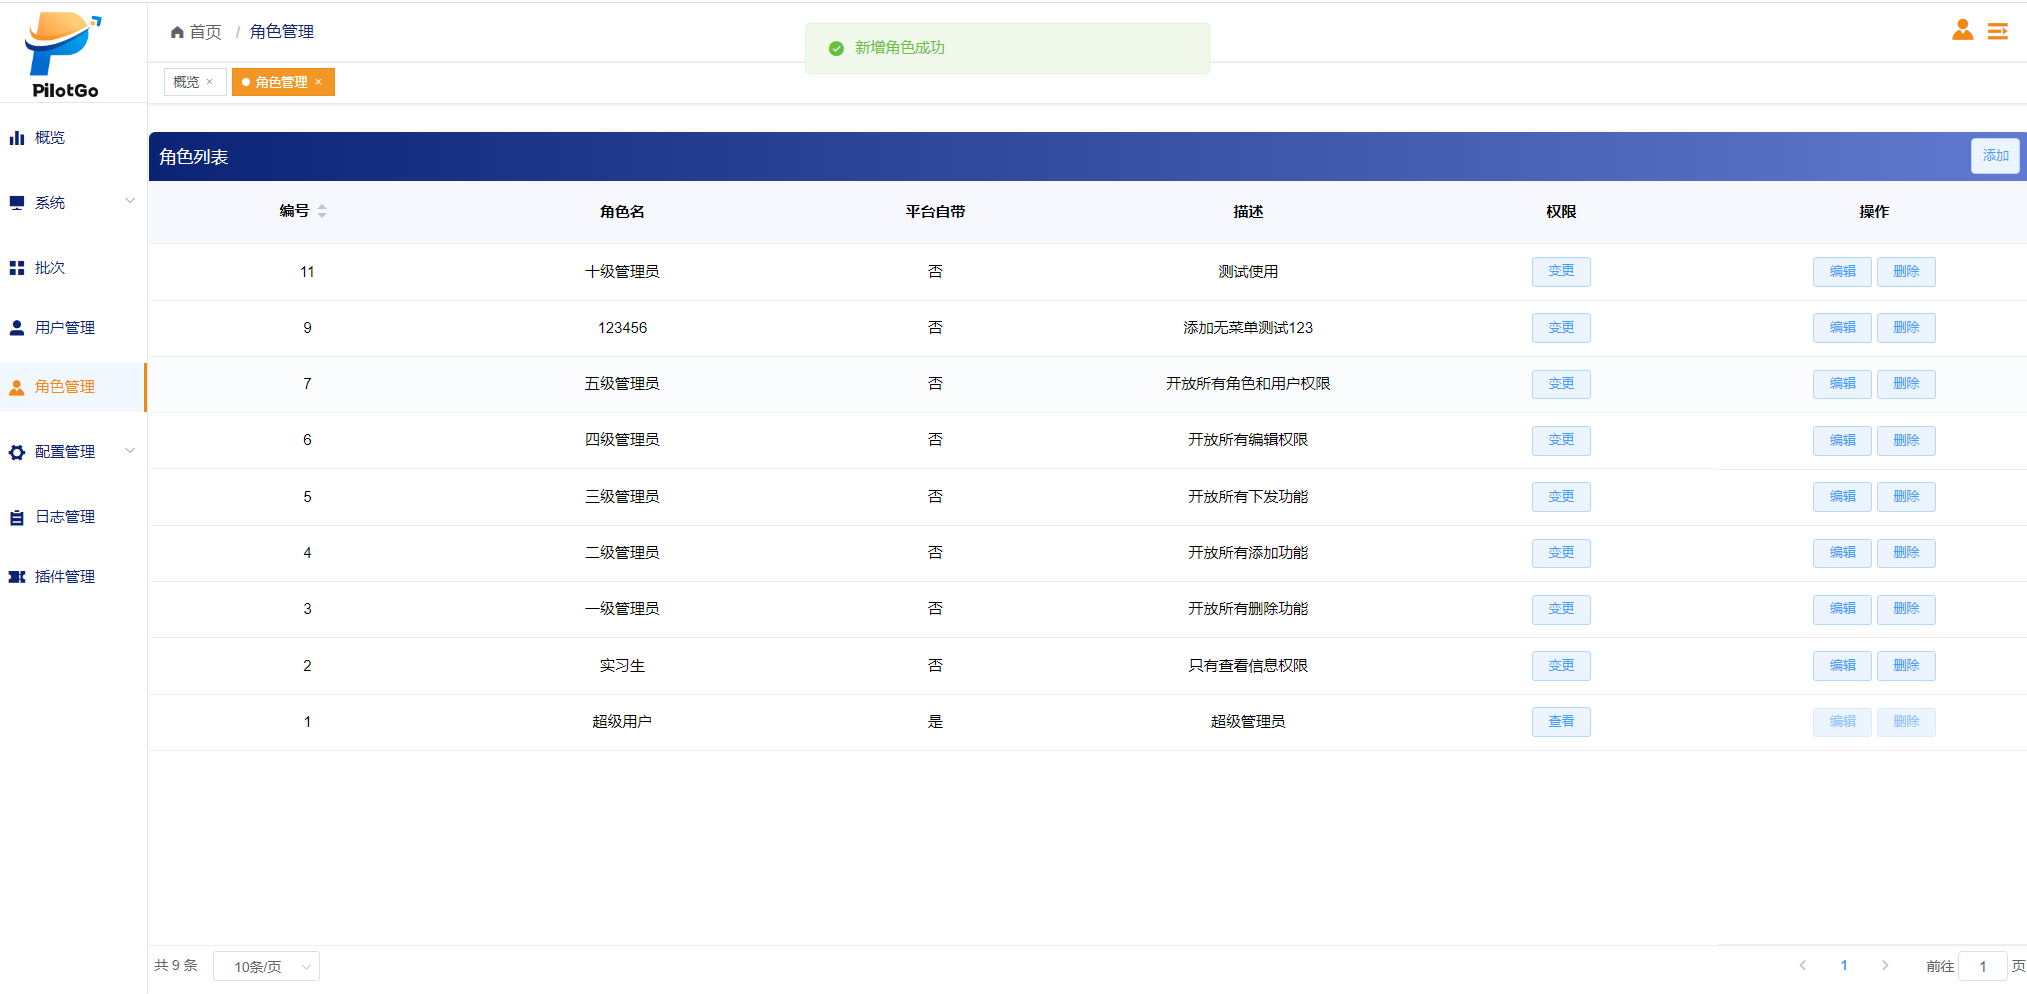 PilotGo
首页 / 角色管理
新增角色成功
概览 × 角色管理 ×
概览
系统
批次
用户管理
角色管理
配置管理
日志管理
插件管理
角色列表 添加
编号 角色名 平台自带 描述 权限 操作
11 十级管理员 否 测试使用 变更 编辑 删除
9 123456 否 添加无菜单测试123 变更 编辑 删除
7 五级管理员 否 开放所有角色和用户权限 变更 编辑 删除
6 四级管理员 否 开放所有编辑权限 变更 编辑 删除
5 三级管理员 否 开放所有下发功能 变更 编辑 删除
4 二级管理员 否 开放所有添加功能 变更 编辑 删除
3 一级管理员 否 开放所有删除功能 变更 编辑 删除
2 实习生 否 只有查看信息权限 变更 编辑 删除
1 超级用户 是 超级管理员 查看 编辑 删除
共 9 条 10条/页 1 前往 1 页